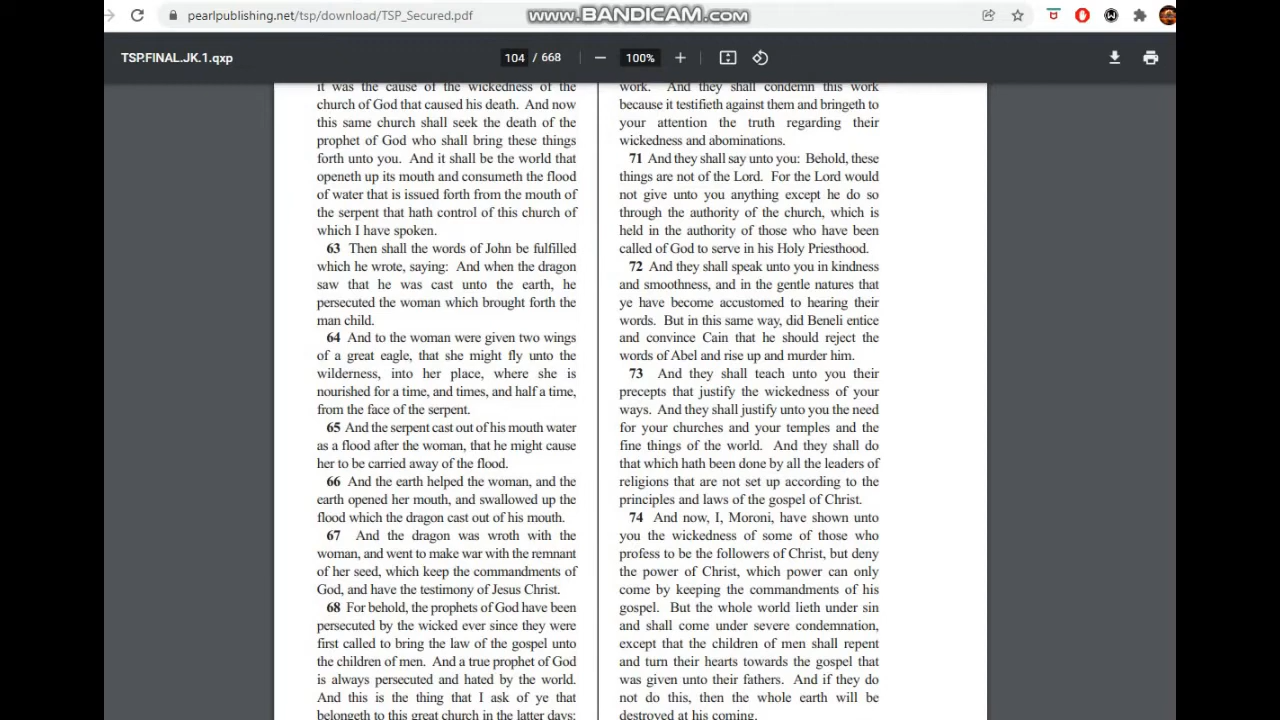 pearlpublishing.net/tsp/download/TSP_Secured.pdf
www.BANDICAM.com
TSP.FINAL.JK.1.qxp
104 / 668
100%
it was the cause of the wickedness of the
church of God that caused his death. And now
this same church shall seek the death of the
prophet of God who shall bring these things
forth unto you. And it shall be the world that
openeth up its mouth and consumeth the flood
of water that is issued forth from the mouth of
the serpent that hath control of this church of
which I have spoken.
63 Then shall the words of John be fulfilled
which he wrote, saying: And when the dragon
saw that he was cast unto the earth, he
persecuted the woman which brought forth the
man child.
64 And to the woman were given two wings
of a great eagle, that she might fly unto the
wilderness, into her place, where she is
nourished for a time, and times, and half a time,
from the face of the serpent.
65 And the serpent cast out of his mouth water
as a flood after the woman, that he might cause
her to be carried away of the flood.
66 And the earth helped the woman, and the
earth opened her mouth, and swallowed up the
flood which the dragon cast out of his mouth.
67 And the dragon was wroth with the
woman, and went to make war with the remnant
of her seed, which keep the commandments of
God, and have the testimony of Jesus Christ.
68 For behold, the prophets of God have been
persecuted by the wicked ever since they were
first called to bring the law of the gospel unto
the children of men. And a true prophet of God
is always persecuted and hated by the world.
And this is the thing that I ask of ye that
belongeth to this great church in the latter days:
work. And they shall condemn this work
because it testifieth against them and bringeth to
your attention the truth regarding their
wickedness and abominations.
71 And they shall say unto you: Behold, these
things are not of the Lord. For the Lord would
not give unto you anything except he do so
through the authority of the church, which is
held in the authority of those who have been
called of God to serve in his Holy Priesthood.
72 And they shall speak unto you in kindness
and smoothness, and in the gentle natures that
ye have become accustomed to hearing their
words. But in this same way, did Beneli entice
and convince Cain that he should reject the
words of Abel and rise up and murder him.
73 And they shall teach unto you their
precepts that justify the wickedness of your
ways. And they shall justify unto you the need
for your churches and your temples and the
fine things of the world. And they shall do
that which hath been done by all the leaders of
religions that are not set up according to the
principles and laws of the gospel of Christ.
74 And now, I, Moroni, have shown unto
you the wickedness of some of those who
profess to be the followers of Christ, but deny
the power of Christ, which power can only
come by keeping the commandments of his
gospel. But the whole world lieth under sin
and shall come under severe condemnation,
except that the children of men shall repent
and turn their hearts towards the gospel that
was given unto their fathers. And if they do
not do this, then the whole earth will be
destroyed at his coming.